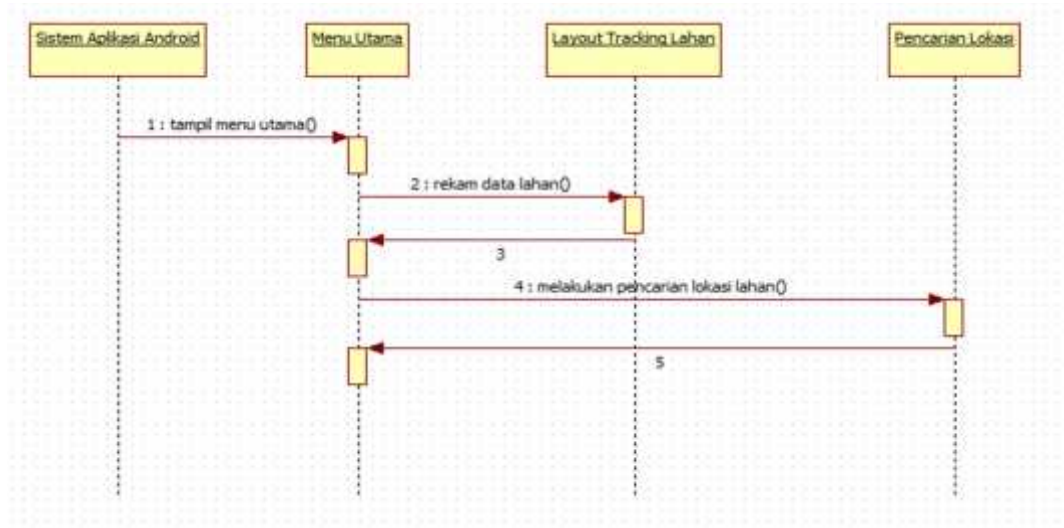 Sistem Aplikasi Android
Menu Utama
Layout Tracking Lahan
Pencarian Lokasi
1 : tampil menu utama()
2 : rekam data lahan()
3
4 : melakukan pencarian lokasi lahan()
5